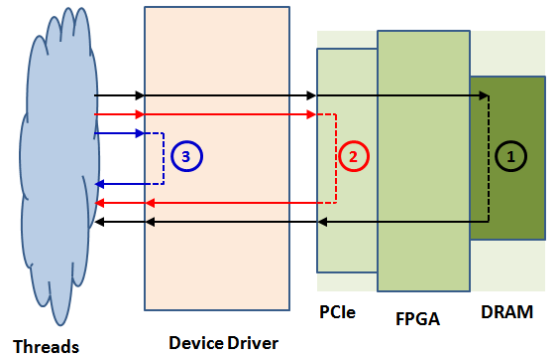 3
2
1
Threads
Device Driver
PCIe
FPGA
DRAM